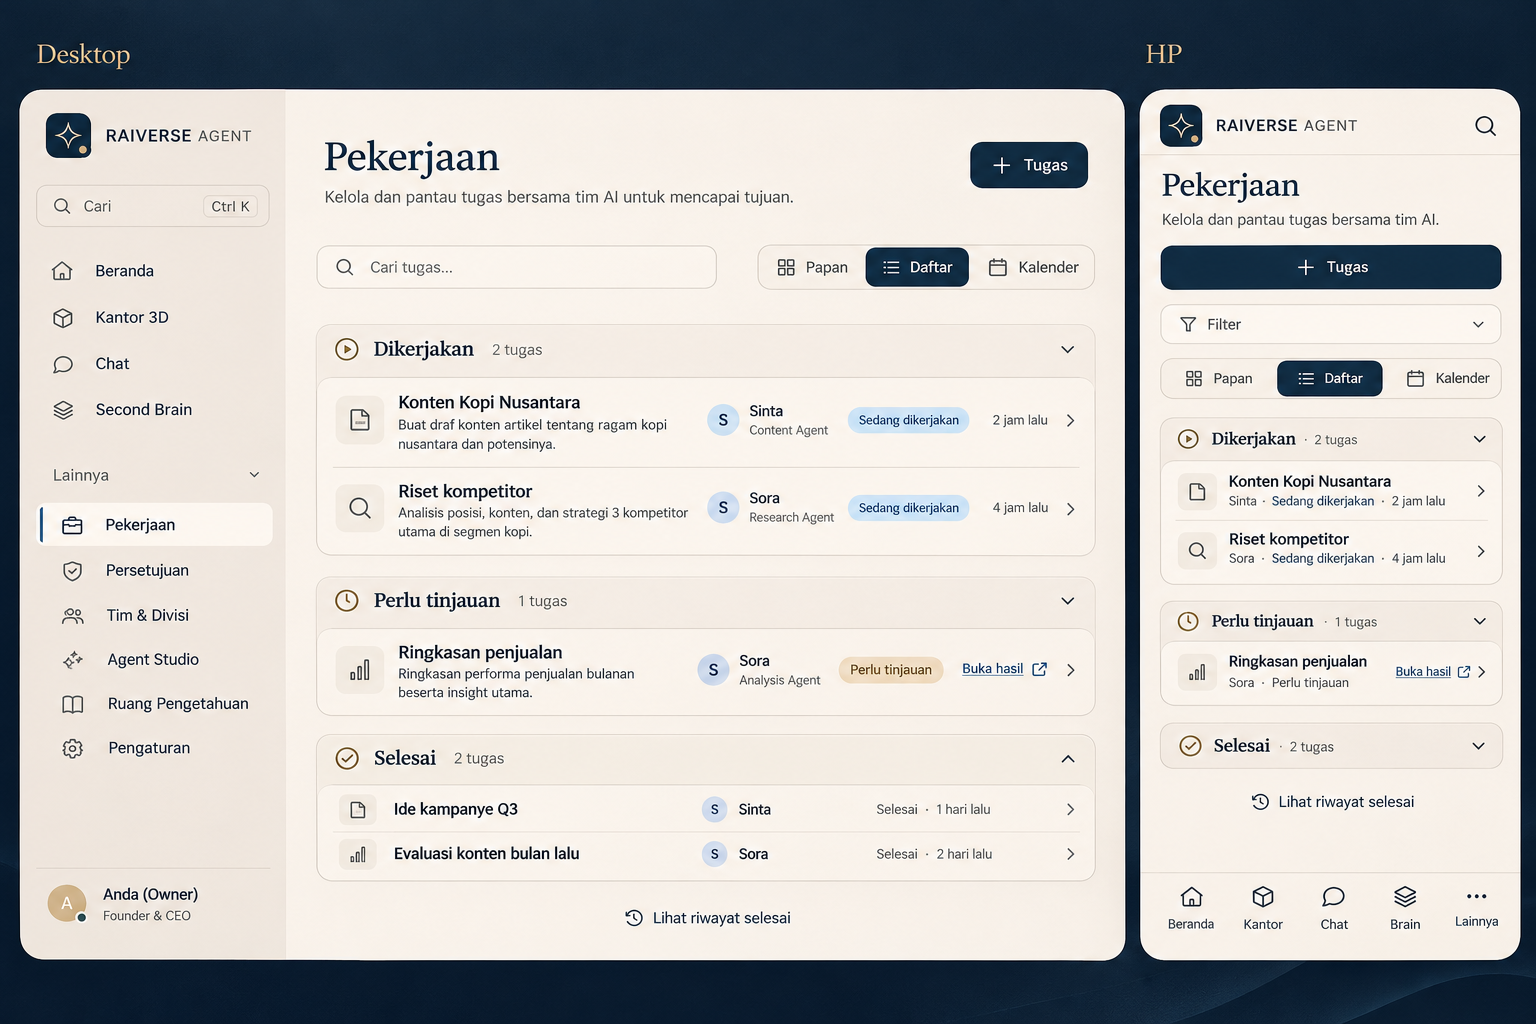 Desktop
RAIVERSE AGENT
Cari
Ctrl K
Beranda
Kantor 3D
Chat
Second Brain
Lainnya
Pekerjaan
Persetujuan
Tim & Divisi
Agent Studio
Ruang Pengetahuan
Pengaturan
A
Anda (Owner)
Founder & CEO
Pekerjaan
Kelola dan pantau tugas bersama tim AI untuk mencapai tujuan.
+ Tugas
Cari tugas...
Papan
Daftar
Kalender
Dikerjakan 2 tugas
Konten Kopi Nusantara
Buat draf konten artikel tentang ragam kopi
nusantara dan potensinya.
S
Sinta
Content Agent
Sedang dikerjakan
2 jam lalu
Riset kompetitor
Analisis posisi, konten, dan strategi 3 kompetitor
utama di segmen kopi.
S
Sora
Research Agent
Sedang dikerjakan
4 jam lalu
Perlu tinjauan 1 tugas
Ringkasan penjualan
Ringkasan performa penjualan bulanan
beserta insight utama.
S
Sora
Analysis Agent
Perlu tinjauan
Buka hasil
Selesai 2 tugas
Ide kampanye Q3
S
Sinta
Selesai · 1 hari lalu
Evaluasi konten bulan lalu
S
Sora
Selesai · 2 hari lalu
Lihat riwayat selesai
HP
RAIVERSE AGENT
Pekerjaan
Kelola dan pantau tugas bersama tim AI.
+ Tugas
Filter
Papan
Daftar
Kalender
Dikerjakan · 2 tugas
Konten Kopi Nusantara
Sinta · Sedang dikerjakan · 2 jam lalu
Riset kompetitor
Sora · Sedang dikerjakan · 4 jam lalu
Perlu tinjauan · 1 tugas
Ringkasan penjualan
Sora · Perlu tinjauan
Buka hasil
Selesai · 2 tugas
Lihat riwayat selesai
Beranda
Kantor
Chat
Brain
Lainnya